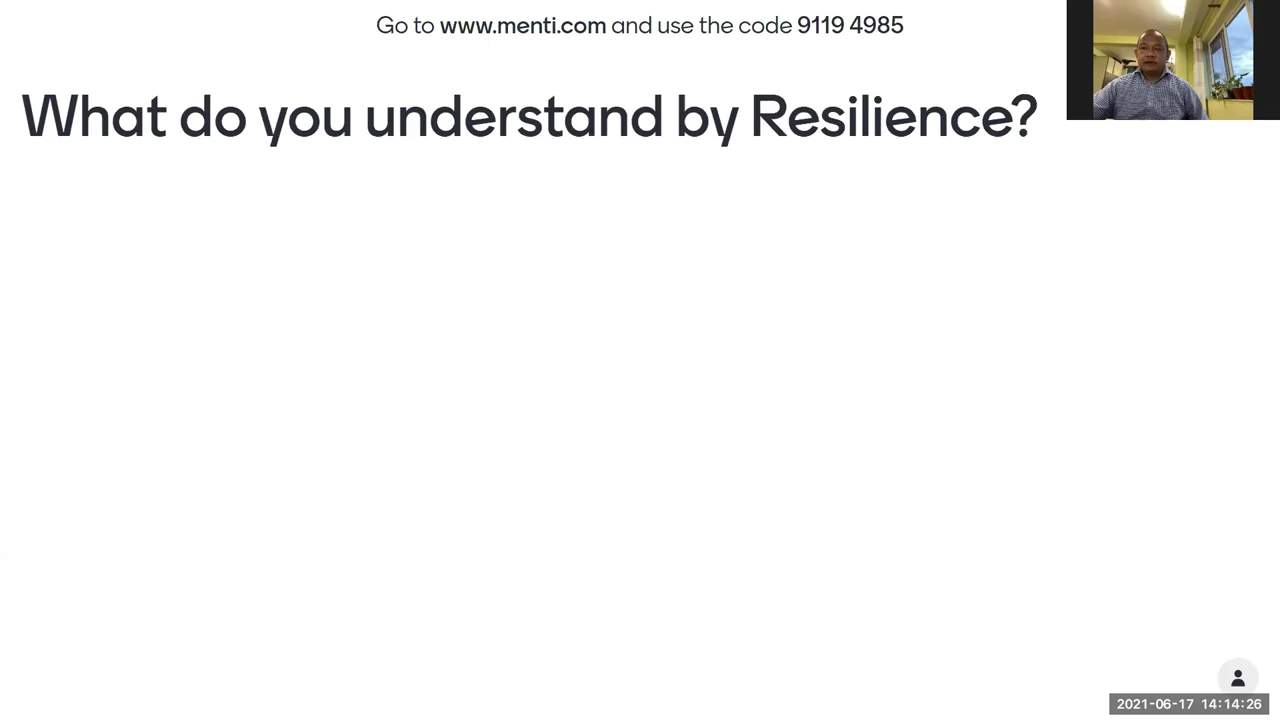 Go to www.menti.com and use the code 9119 4985
What do you understand by Resilience?
2021-06-17 14:14:26